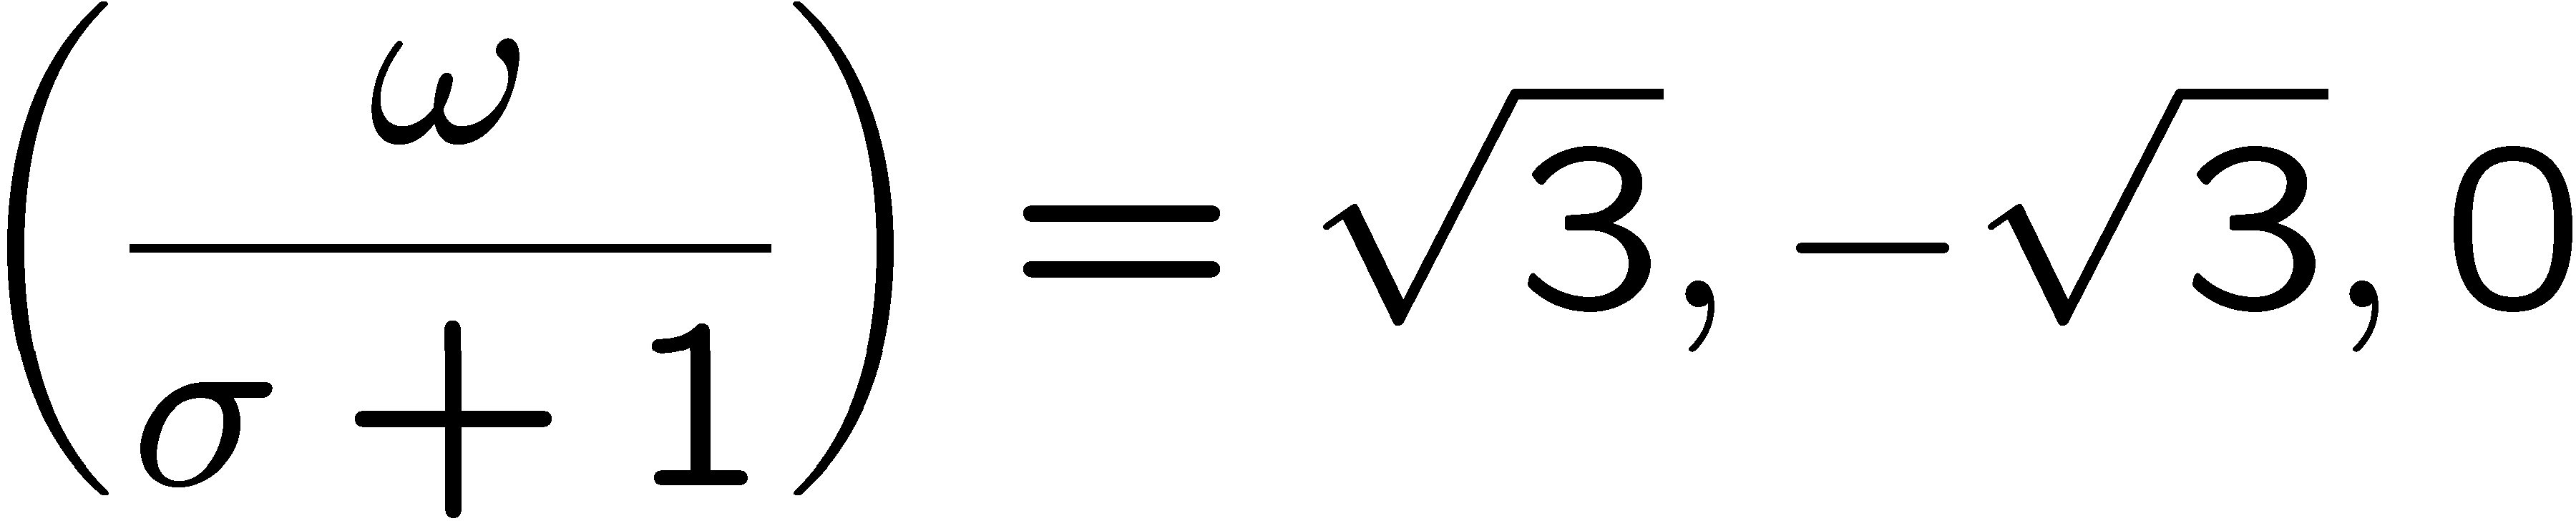 $\left(\frac{\omega}{\sigma+1}\right) = \sqrt{3}, -\sqrt{3}, 0$